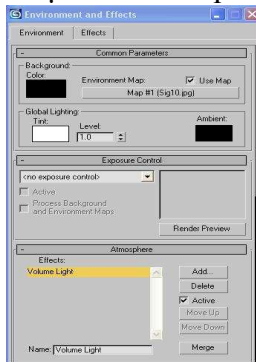 Environment and Effects
Environment Effects
- Common Parameters
Background:
Color: Environment Map: Use Map
Map #1 (Sig10.jpg)
Global Lighting:
Tint: Level: Ambient:
1.0
- Exposure Control
<no exposure control>
Active
Process Background
and Environment Maps
Render Preview
- Atmosphere
Effects:
Volume Light Add...
Delete
Active
Move Up
Move Down
Name: Volume Light Merge